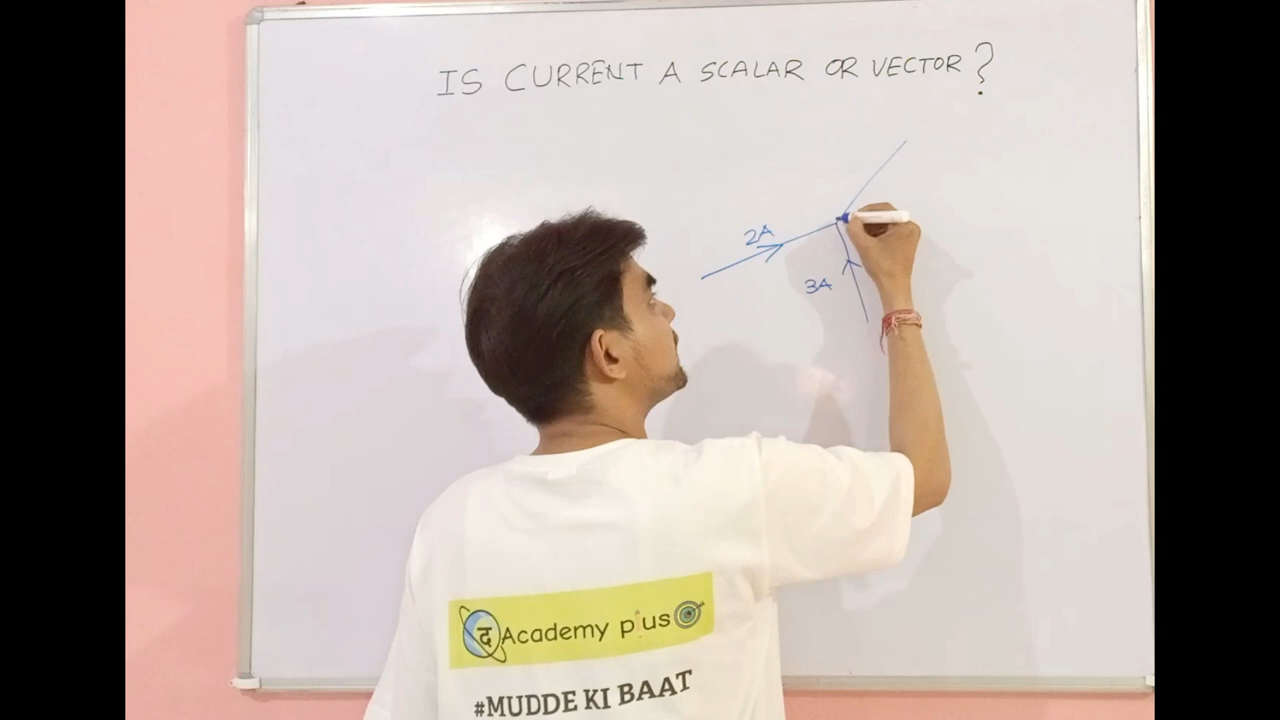 IS CURRENT A SCALAR OR VECTOR?
2A
3A
द Academy plus
#MUDDE KI BAAT